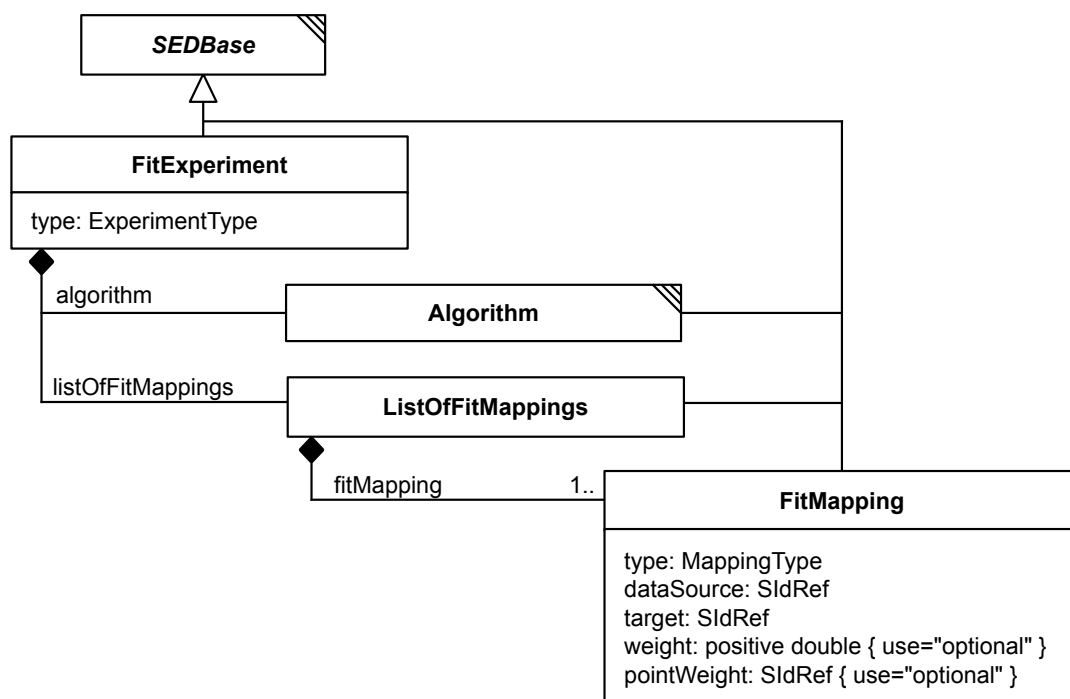 SEDBase
FitExperiment
type: ExperimentType
algorithm
Algorithm
listOfFitMappings
ListOfFitMappings
fitMapping
1..
FitMapping
type: MappingType
dataSource: SIdRef
target: SIdRef
weight: positive double { use="optional" }
pointWeight: SIdRef { use="optional" }